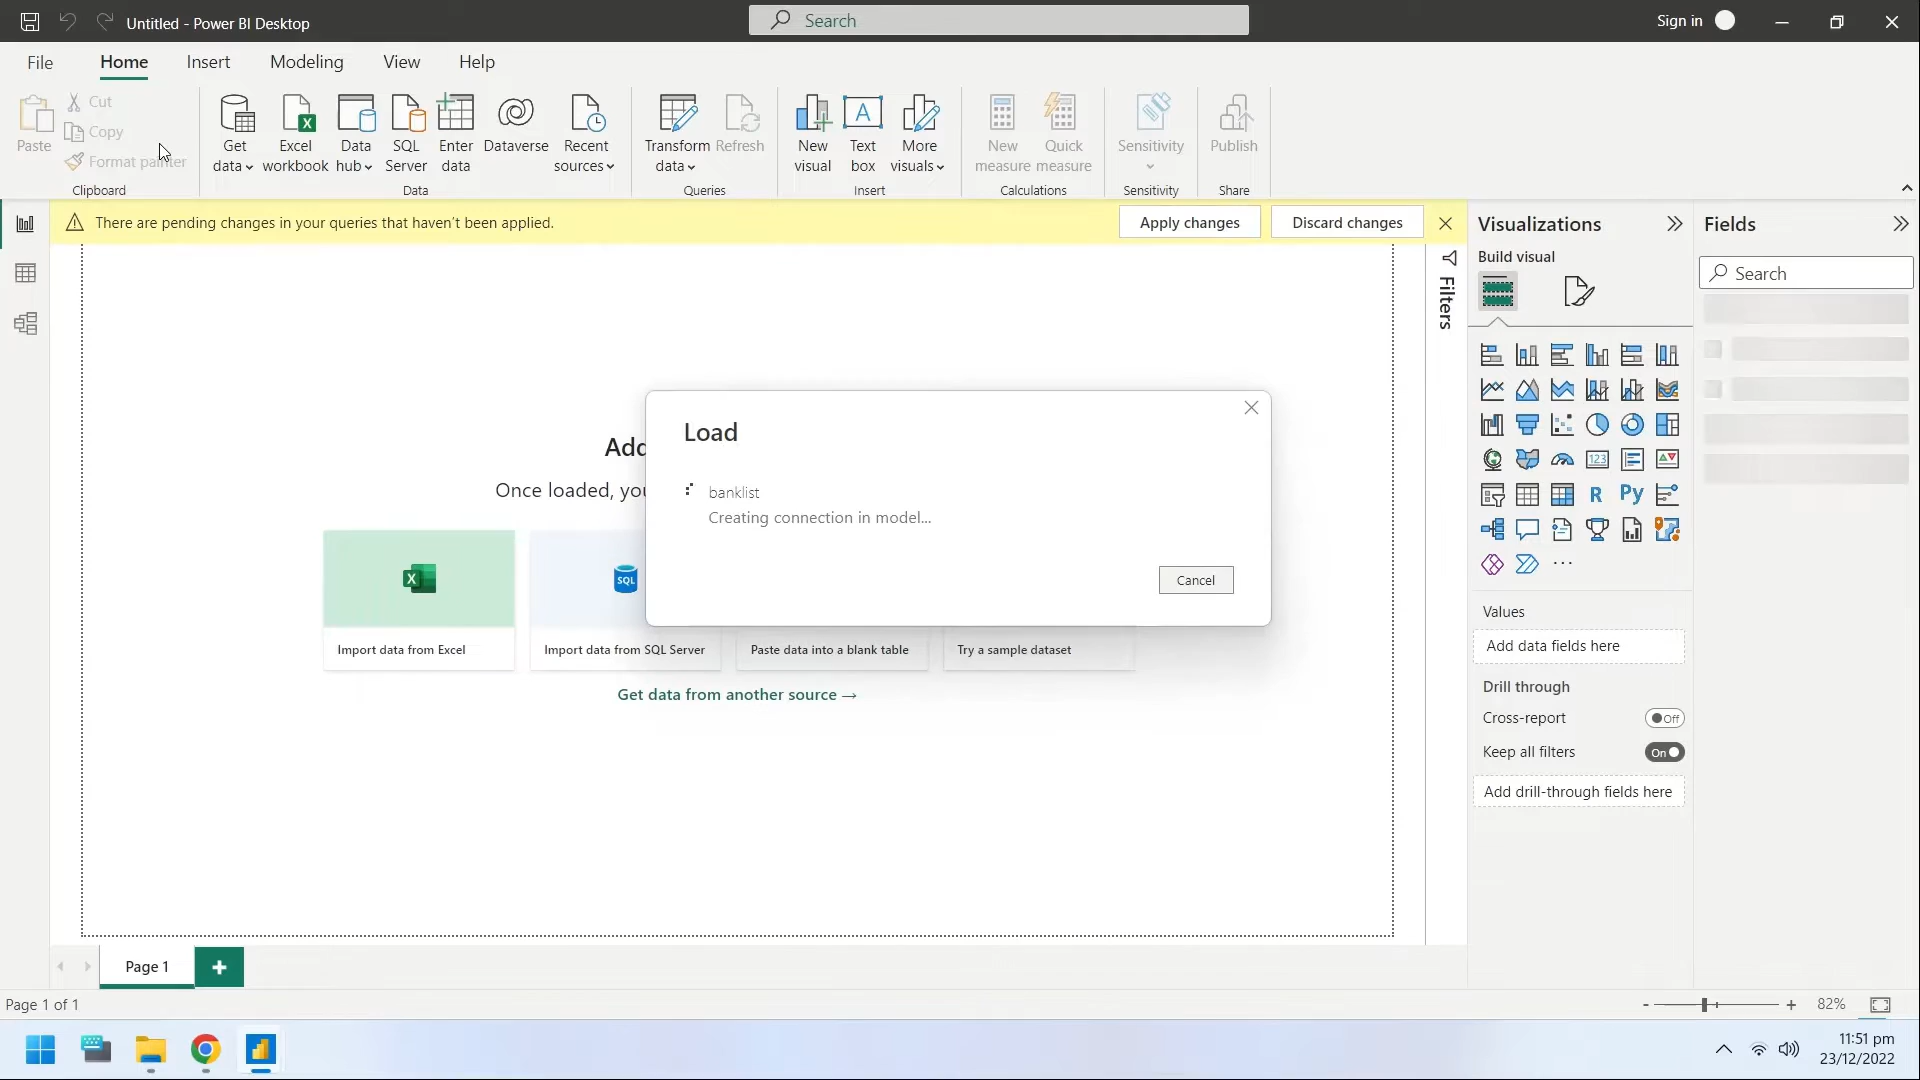 Untitled - Power BI Desktop
Search
Sign in
File
Home
Insert
Modeling
View
Help
Paste
Cut
Copy
Format painter
Clipboard
Get data
Excel workbook
Data hub
SQL Server
Enter data
Dataverse
Recent sources
Data
Transform data
Refresh
Queries
New visual
Text box
More visuals
Insert
New measure
Quick measure
Calculations
Sensitivity
Sensitivity
Publish
Share
There are pending changes in your queries that haven't been applied.
Apply changes
Discard changes
Filters
Visualizations
Build visual
123
R
Py
Values
Add data fields here
Drill through
Cross-report
Off
Keep all filters
On
Add drill-through fields here
Fields
Search
Add
Once loaded, you
Load
banklist
Creating connection in model...
Cancel
X
SQL
Import data from Excel
Import data from SQL Server
Paste data into a blank table
Try a sample dataset
Get data from another source →
Page 1
Page 1 of 1
82%
11:51 pm
23/12/2022